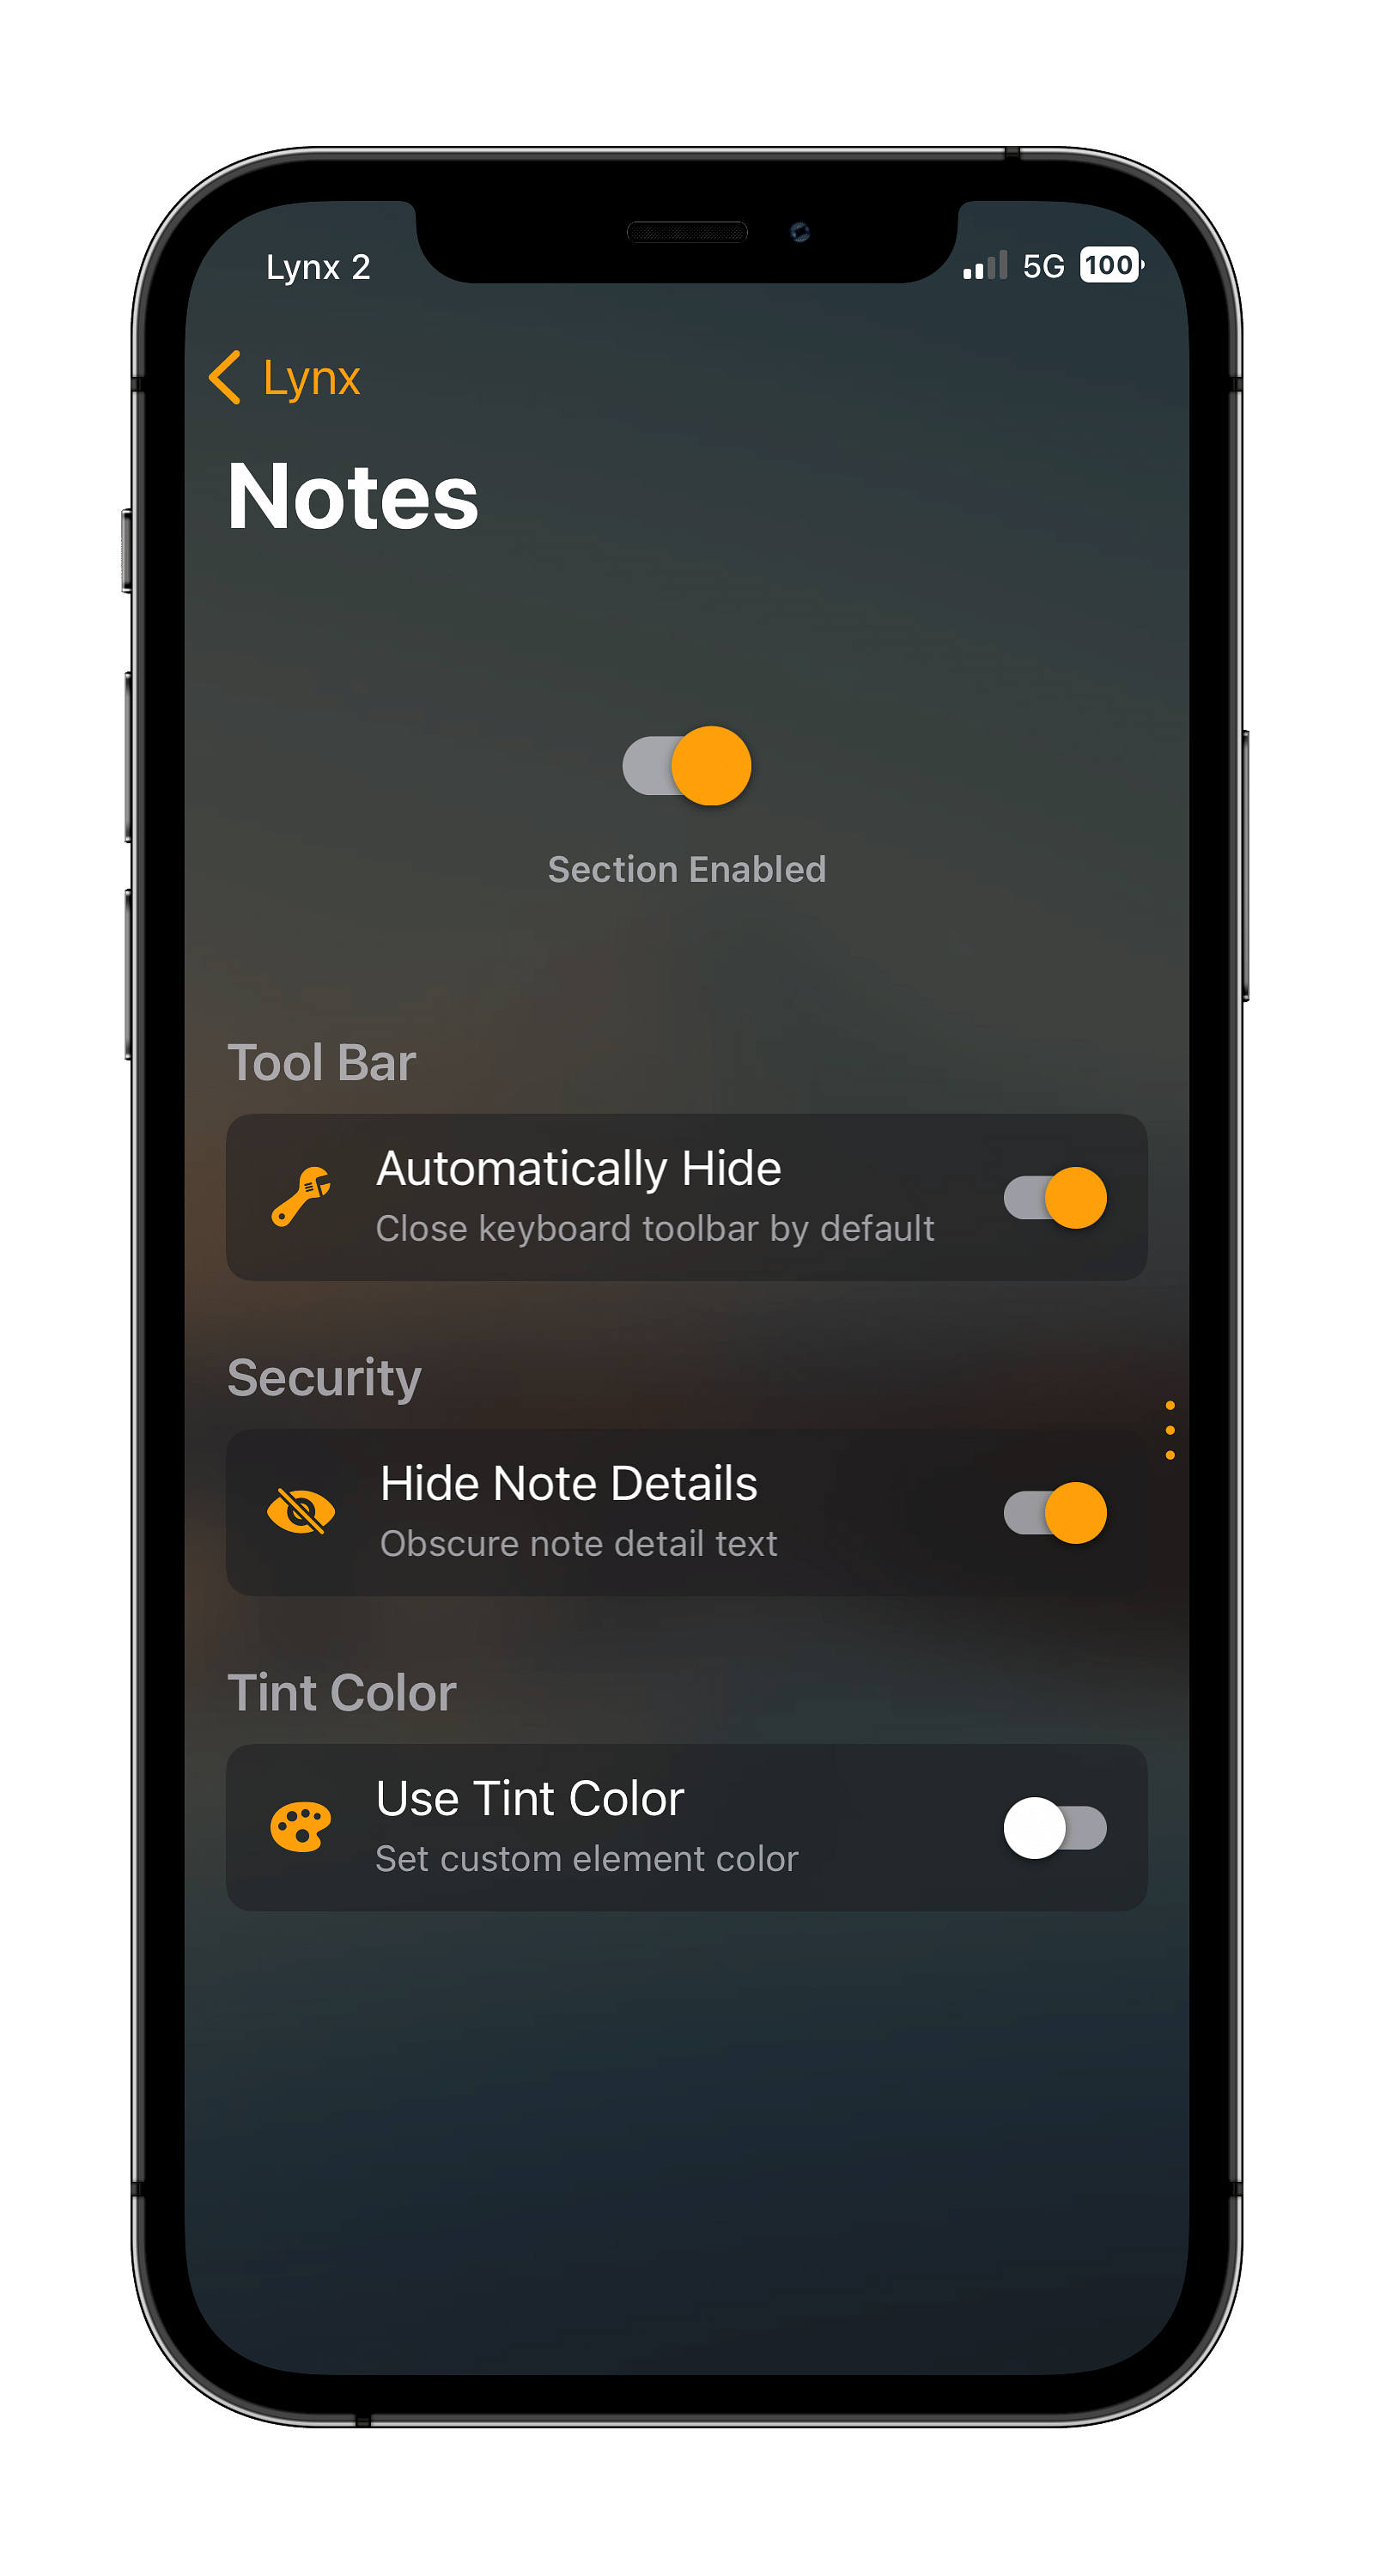 Lynx 2
5G 100
Lynx
Notes
Section Enabled
Tool Bar
Automatically Hide
Close keyboard toolbar by default
Security
Hide Note Details
Obscure note detail text
Tint Color
Use Tint Color
Set custom element color